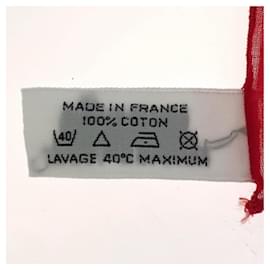 MADE IN FRANCE
100% COTON
40
LAVAGE 40°C MAXIMUM